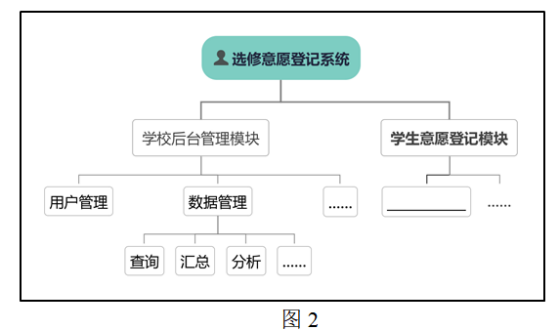 选修意愿登记系统
学校后台管理模块
学生意愿登记模块
用户管理
数据管理
......
______
......
查询
汇总
分析
......
图 2